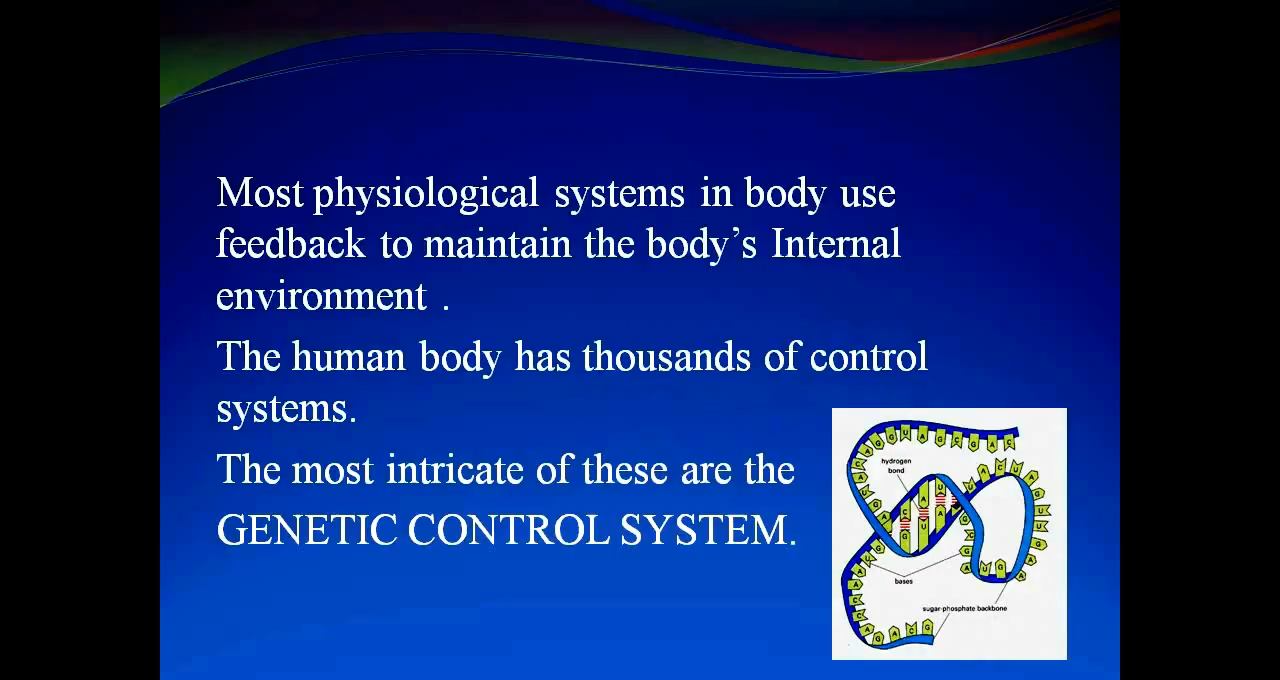 Most physiological systems in body use
feedback to maintain the body’s Internal
environment .
The human body has thousands of control
systems.
The most intricate of these are the
GENETIC CONTROL SYSTEM.
hydrogen
bond
bases
sugar-phosphate backbone